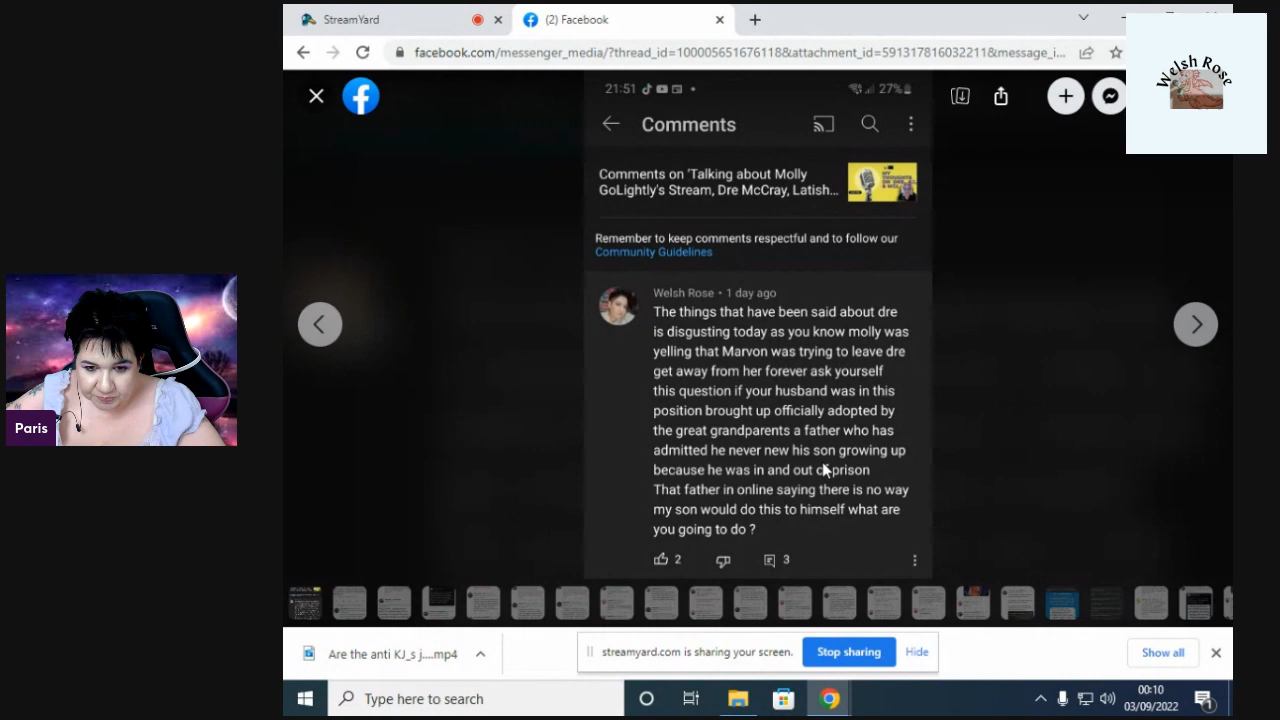 StreamYard
(2) Facebook
facebook.com/messenger_media/?thread_id=100005651676118&attachment_id=591317816032211&message_i...
Welsh Rose
21:51
27%
Comments
Comments on 'Talking about Molly
GoLightly's Stream, Dre McCray, Latish...
MY
THOUGHTS
Remember to keep comments respectful and to follow our
Community Guidelines
Welsh Rose • 1 day ago
The things that have been said about dre
is disgusting today as you know molly was
yelling that Marvon was trying to leave dre
get away from her forever ask yourself
this question if your husband was in this
position brought up officially adopted by
the great grandparents a father who has
admitted he never new his son growing up
because he was in and out of prison
That father in online saying there is no way
my son would do this to himself what are
you going to do ?
2
3
Paris
Are the anti KJ_s j....mp4
streamyard.com is sharing your screen.
Stop sharing
Hide
Show all
Type here to search
00:10
03/09/2022
1